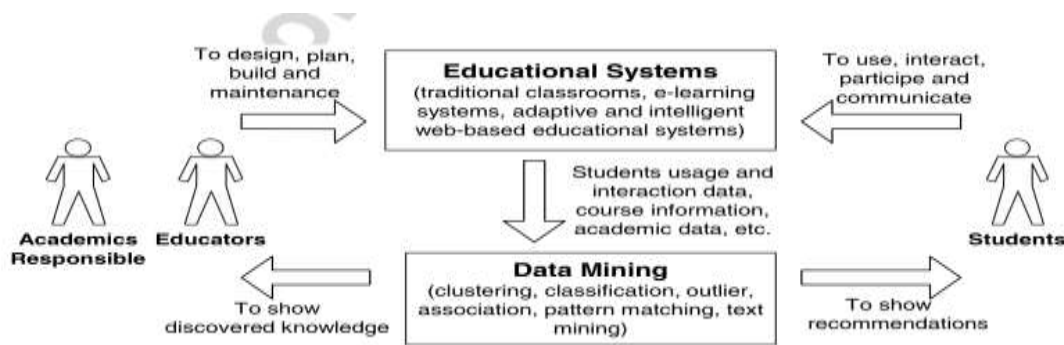 To design, plan,
build and
maintenance
Educational Systems
(traditional classrooms, e-learning
systems, adaptive and intelligent
web-based educational systems)
To use, interact,
participe and
communicate
Students usage and
interaction data,
course information,
academic data, etc.
Academics
Responsible
Educators
Students
Data Mining
(clustering, classification, outlier,
association, pattern matching, text
mining)
To show
discovered knowledge
To show
recommendations